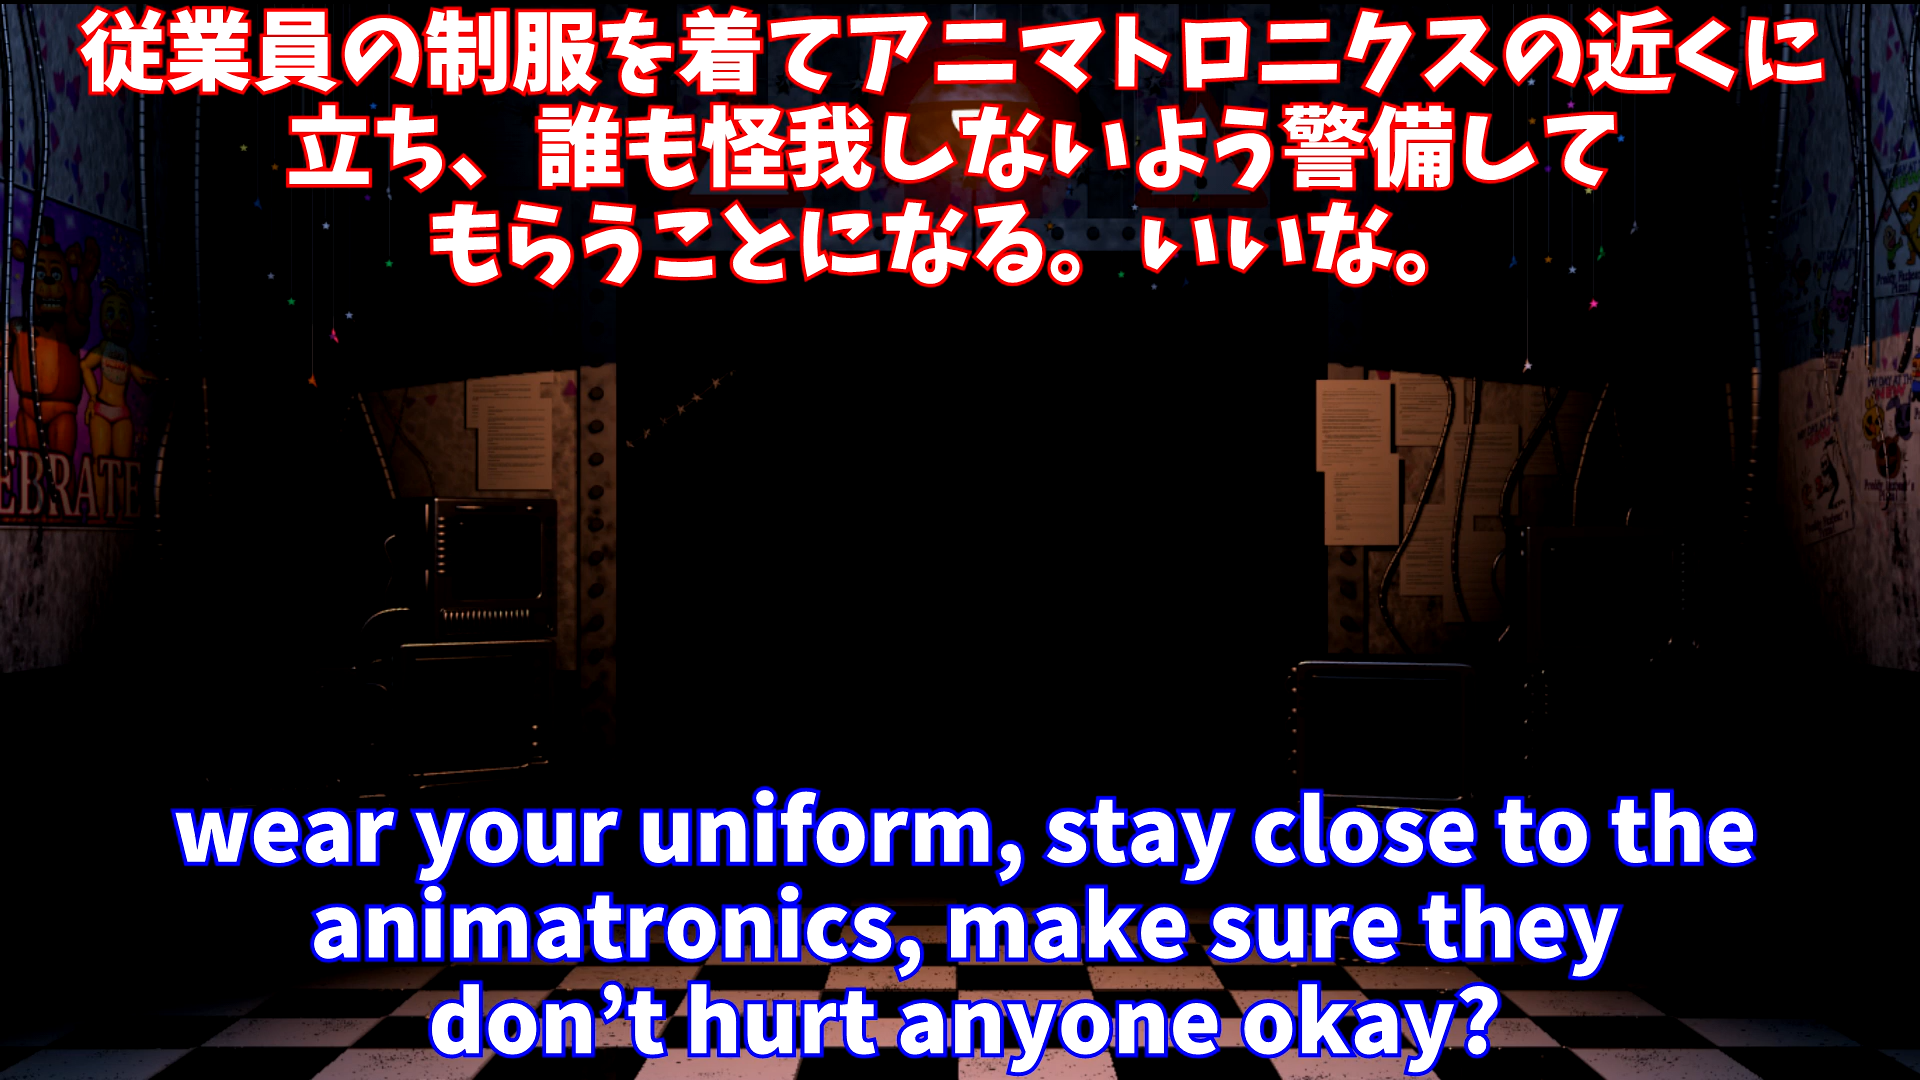 従業員の制服を着てアニマトロニクスの近くに
立ち、誰も怪我しないよう警備して
もらうことになる。いいな。
EBRATE
wear your uniform, stay close to the
animatronics, make sure they
don’t hurt anyone okay?